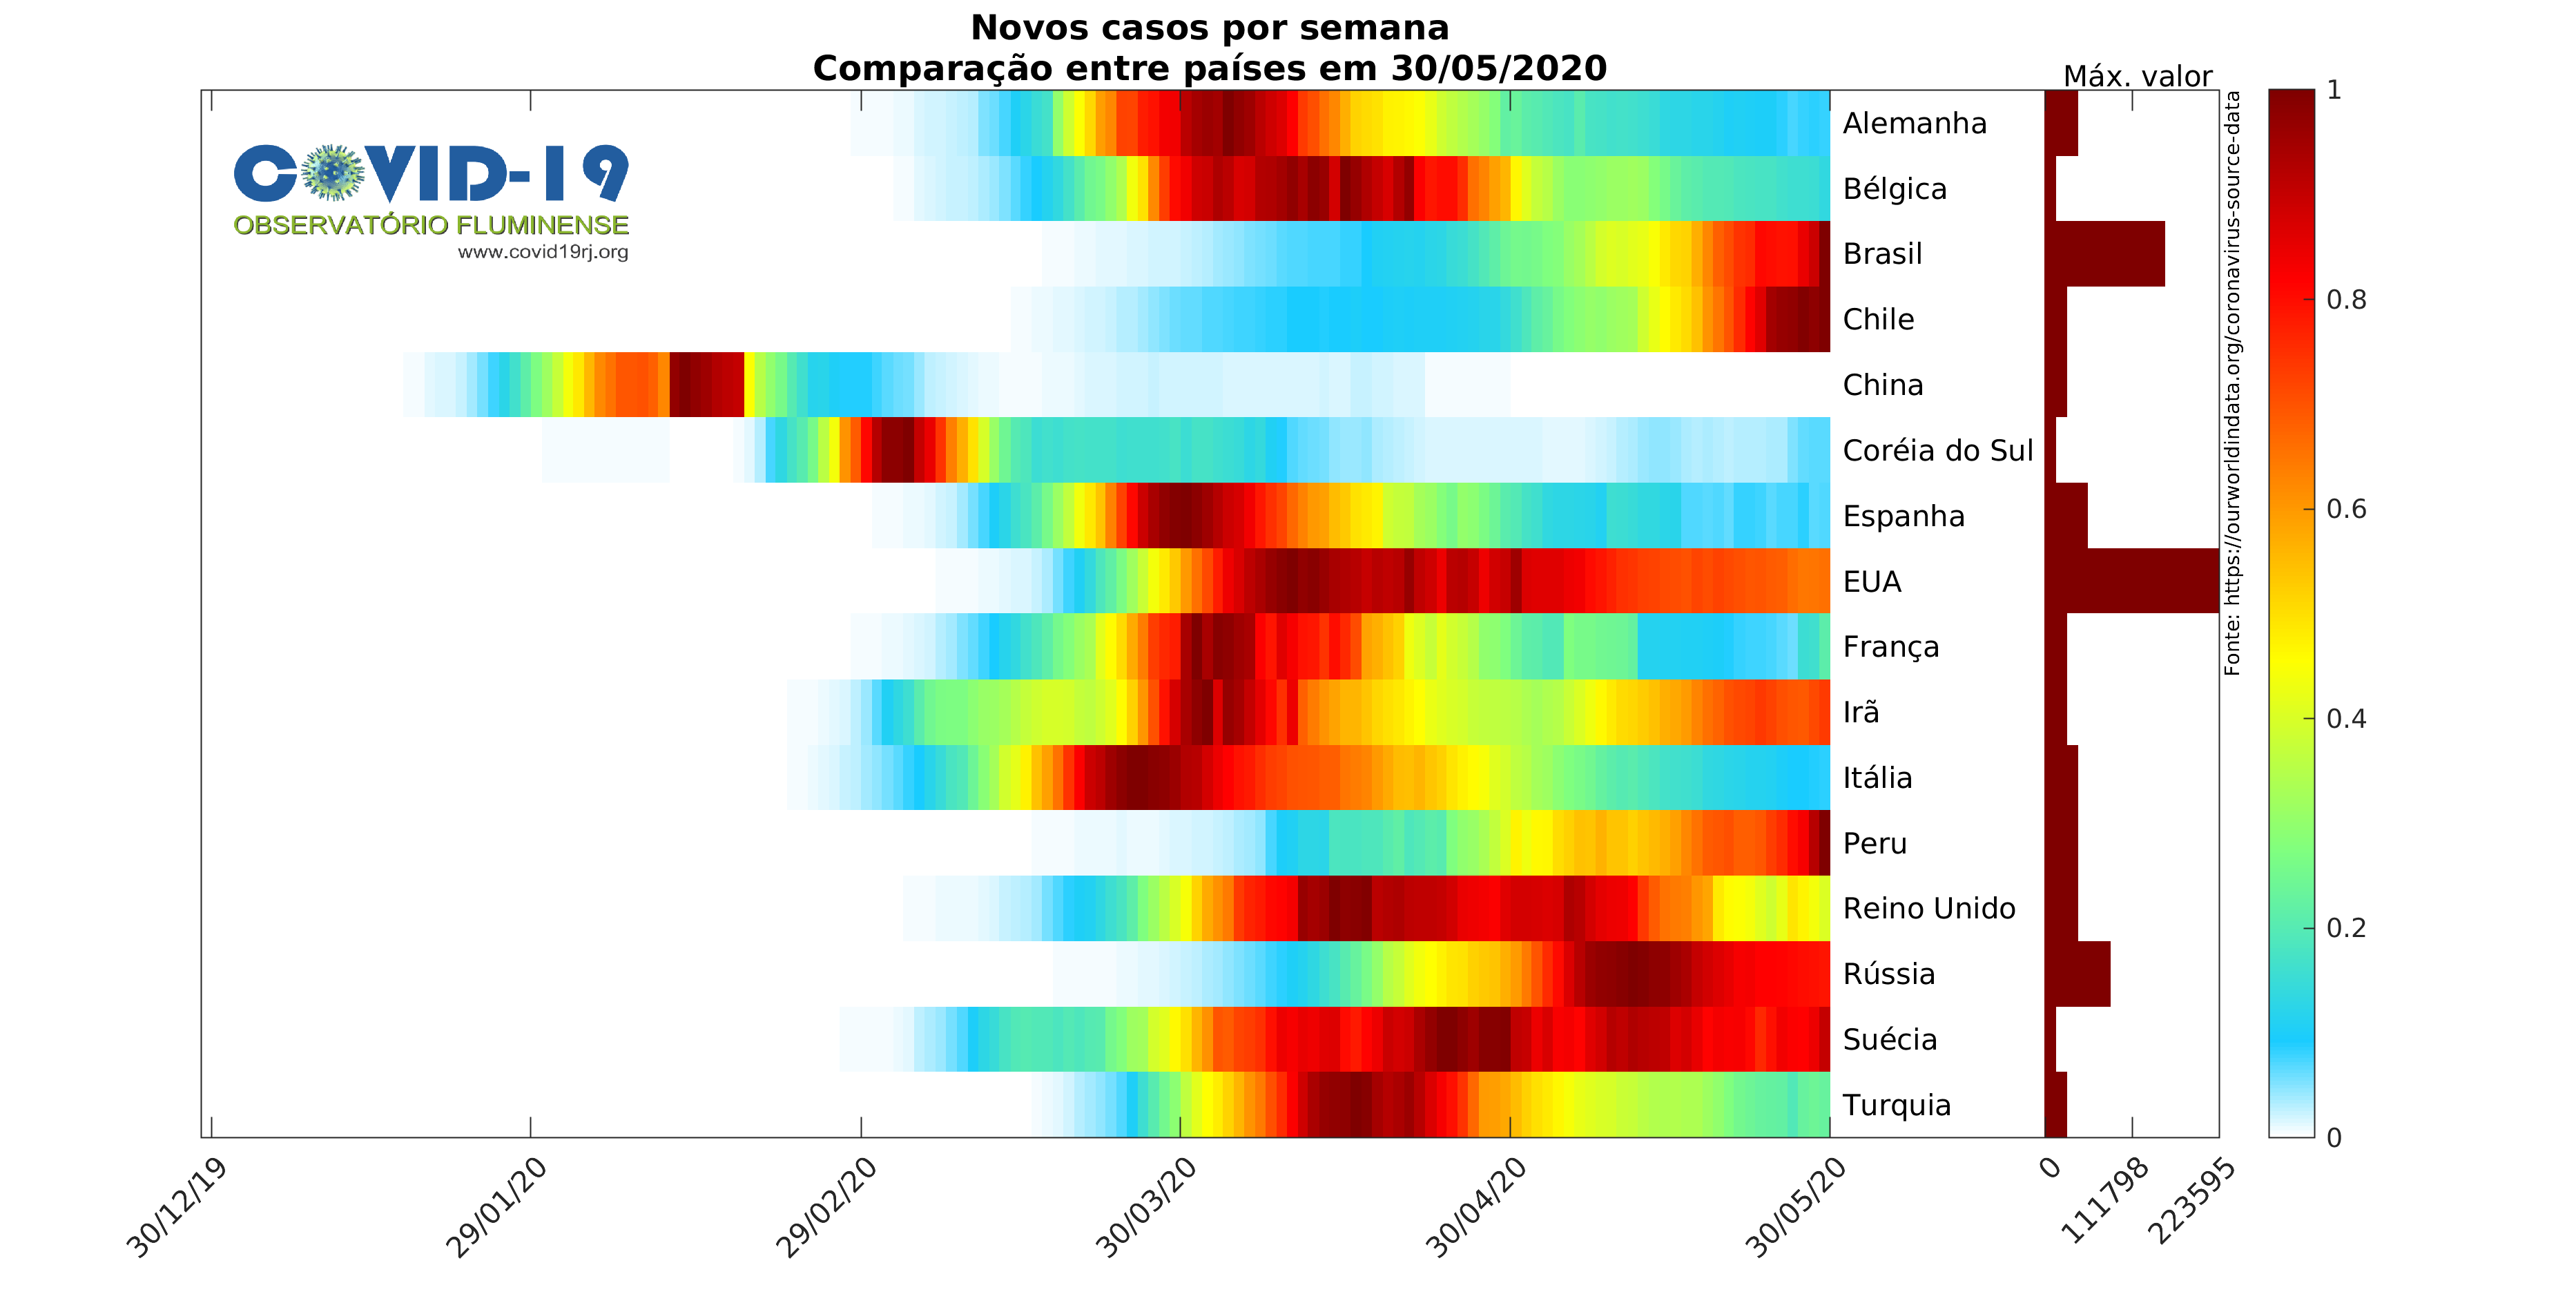 Novos casos por semana
Comparação entre países em 30/05/2020
Máx. valor
COVID-19
OBSERVATÓRIO FLUMINENSE
www.covid19rj.org
Alemanha
Bélgica
Brasil
Chile
China
Coréia do Sul
Espanha
EUA
França
Irã
Itália
Peru
Reino Unido
Rússia
Suécia
Turquia
Fonte: https://ourworldindata.org/coronavirus-source-data
1
0.8
0.6
0.4
0.2
0
30/12/19
29/01/20
29/02/20
30/03/20
30/04/20
30/05/20
0
111798
223595